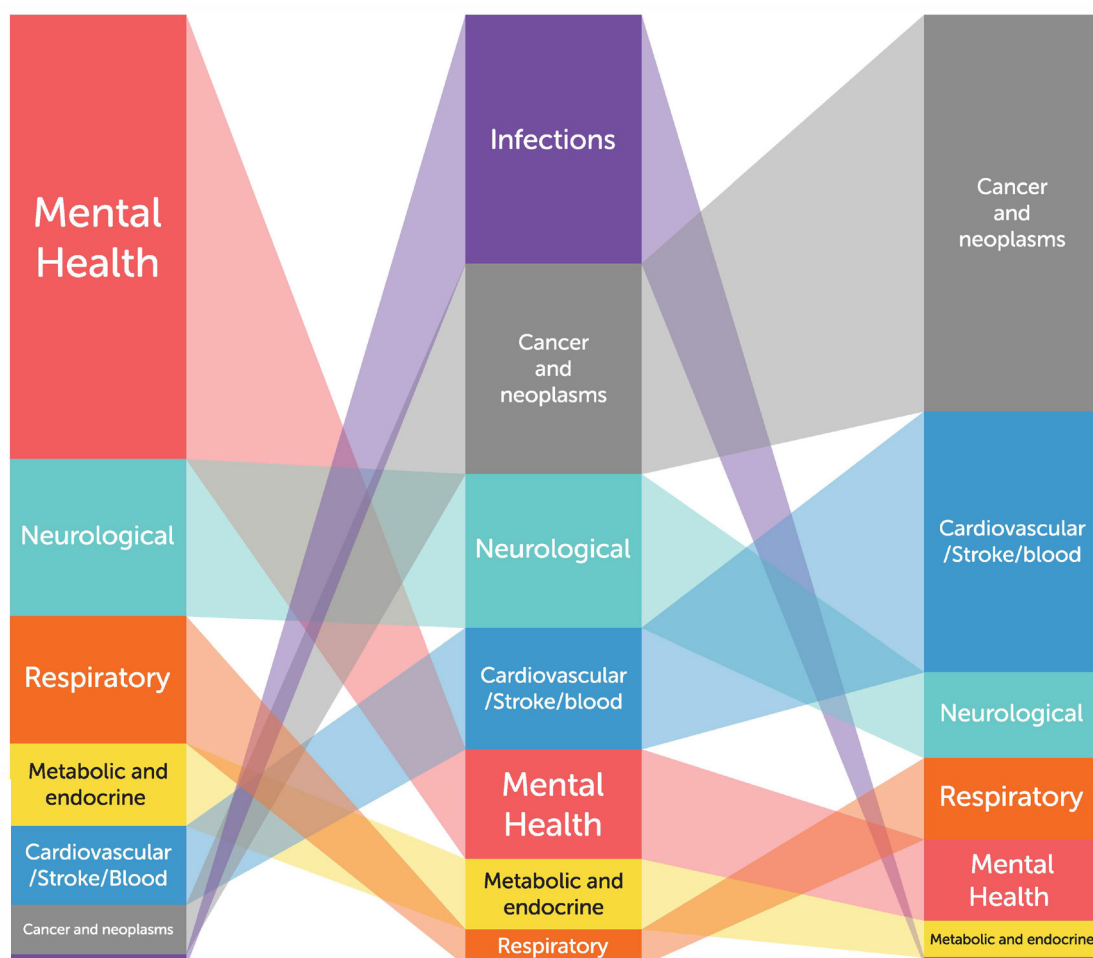 Mental
Health
Neurological
Respiratory
Metabolic and
endocrine
Cardiovascular
/Stroke/Blood
Cancer and neoplasms
Infections
Cancer
and
neoplasms
Neurological
Cardiovascular
/Stroke/blood
Mental
Health
Metabolic and
endocrine
Respiratory
Cancer
and
neoplasms
Cardiovascular
/Stroke/blood
Neurological
Respiratory
Mental
Health
Metabolic and endocrine